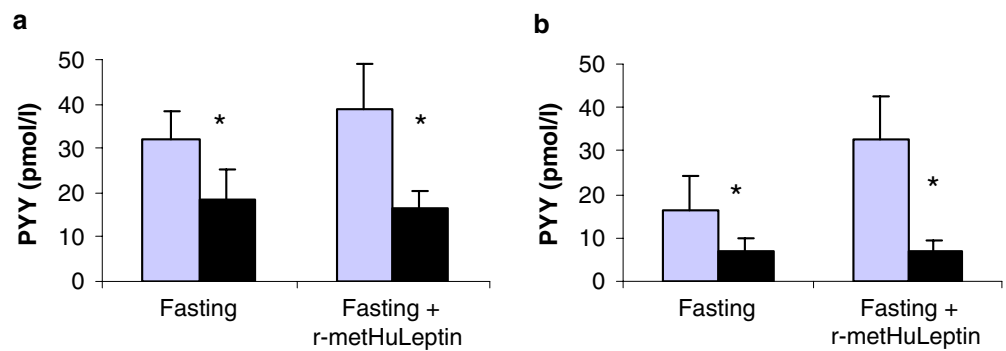 a
50
40
30
20
10
0
PYY (pmol/l)
*
*
Fasting
Fasting +
r-metHuLeptin
b
50
40
30
20
10
0
PYY (pmol/l)
*
*
Fasting
Fasting +
r-metHuLeptin